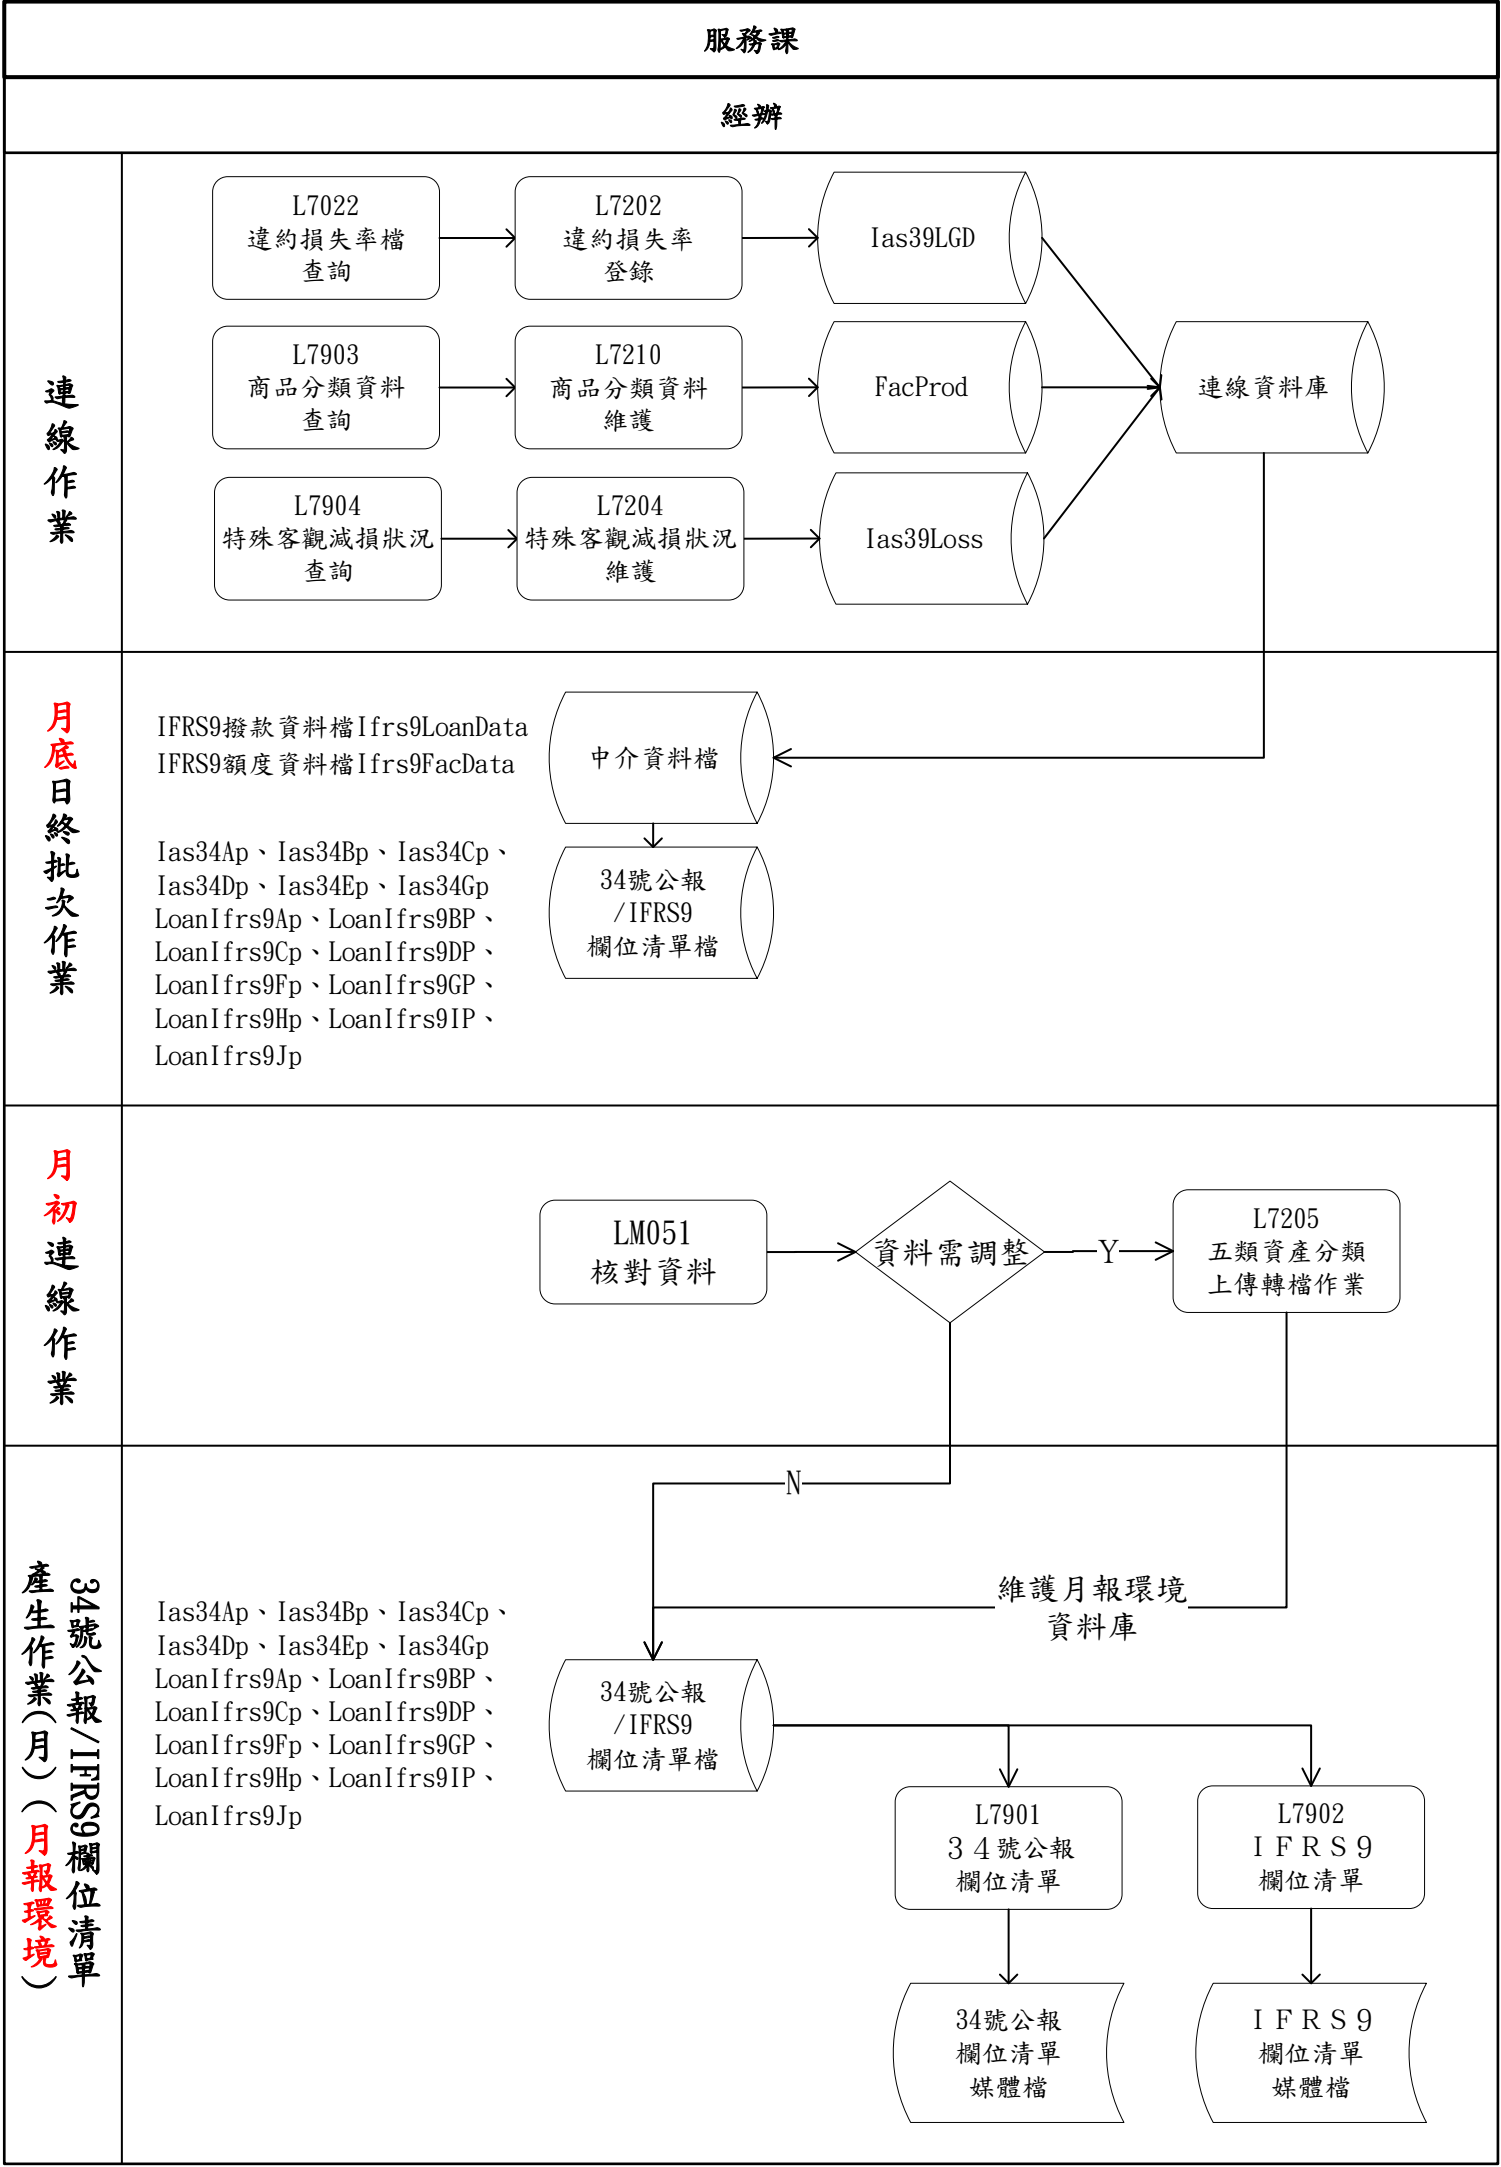 服務課
經辦
連線作業
L7022
違約損失率檔
查詢
L7202
違約損失率
登錄
Ias39LGD
L7903
商品分類資料
查詢
L7210
商品分類資料
維護
FacProd
連線資料庫
L7904
特殊客觀減損狀況
查詢
L7204
特殊客觀減損狀況
維護
Ias39Loss
月底日終批次作業
IFRS9撥款資料檔Ifrs9LoanData
IFRS9額度資料檔Ifrs9FacData
中介資料檔
Ias34Ap、Ias34Bp、Ias34Cp、
Ias34Dp、Ias34Ep、Ias34Gp
LoanIfrs9Ap、LoanIfrs9BP、
LoanIfrs9Cp、LoanIfrs9DP、
LoanIfrs9Fp、LoanIfrs9GP、
LoanIfrs9Hp、LoanIfrs9IP、
LoanIfrs9Jp
34號公報
/IFRS9
欄位清單檔
月初連線作業
LM051
核對資料
資料需調整
Y
L7205
五類資產分類
上傳轉檔作業
N
34號公報/IFRS9欄位清單
產生作業(月)(月報環境)
維護月報環境
資料庫
Ias34Ap、Ias34Bp、Ias34Cp、
Ias34Dp、Ias34Ep、Ias34Gp
LoanIfrs9Ap、LoanIfrs9BP、
LoanIfrs9Cp、LoanIfrs9DP、
LoanIfrs9Fp、LoanIfrs9GP、
LoanIfrs9Hp、LoanIfrs9IP、
LoanIfrs9Jp
34號公報
/IFRS9
欄位清單檔
L7901
３４號公報
欄位清單
L7902
ＩＦＲＳ９
欄位清單
34號公報
欄位清單
媒體檔
ＩＦＲＳ９
欄位清單
媒體檔